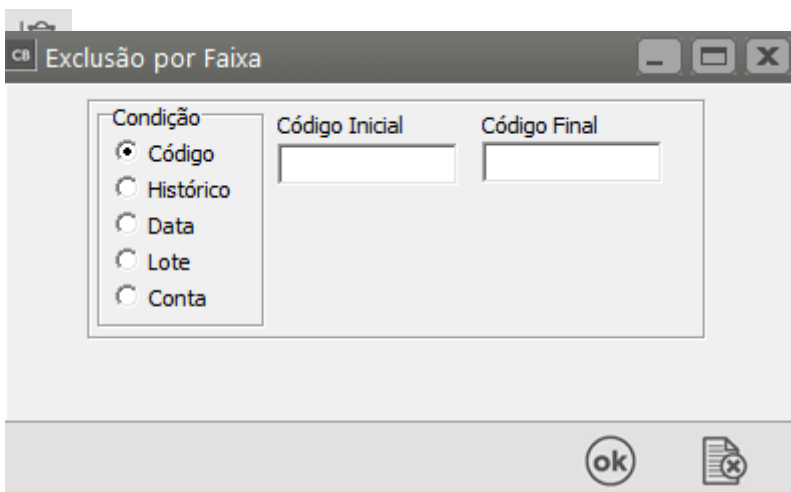 CB Exclusão por Faixa
Condição
Código Inicial
Código Final
Código
Histórico
Data
Lote
Conta
ok